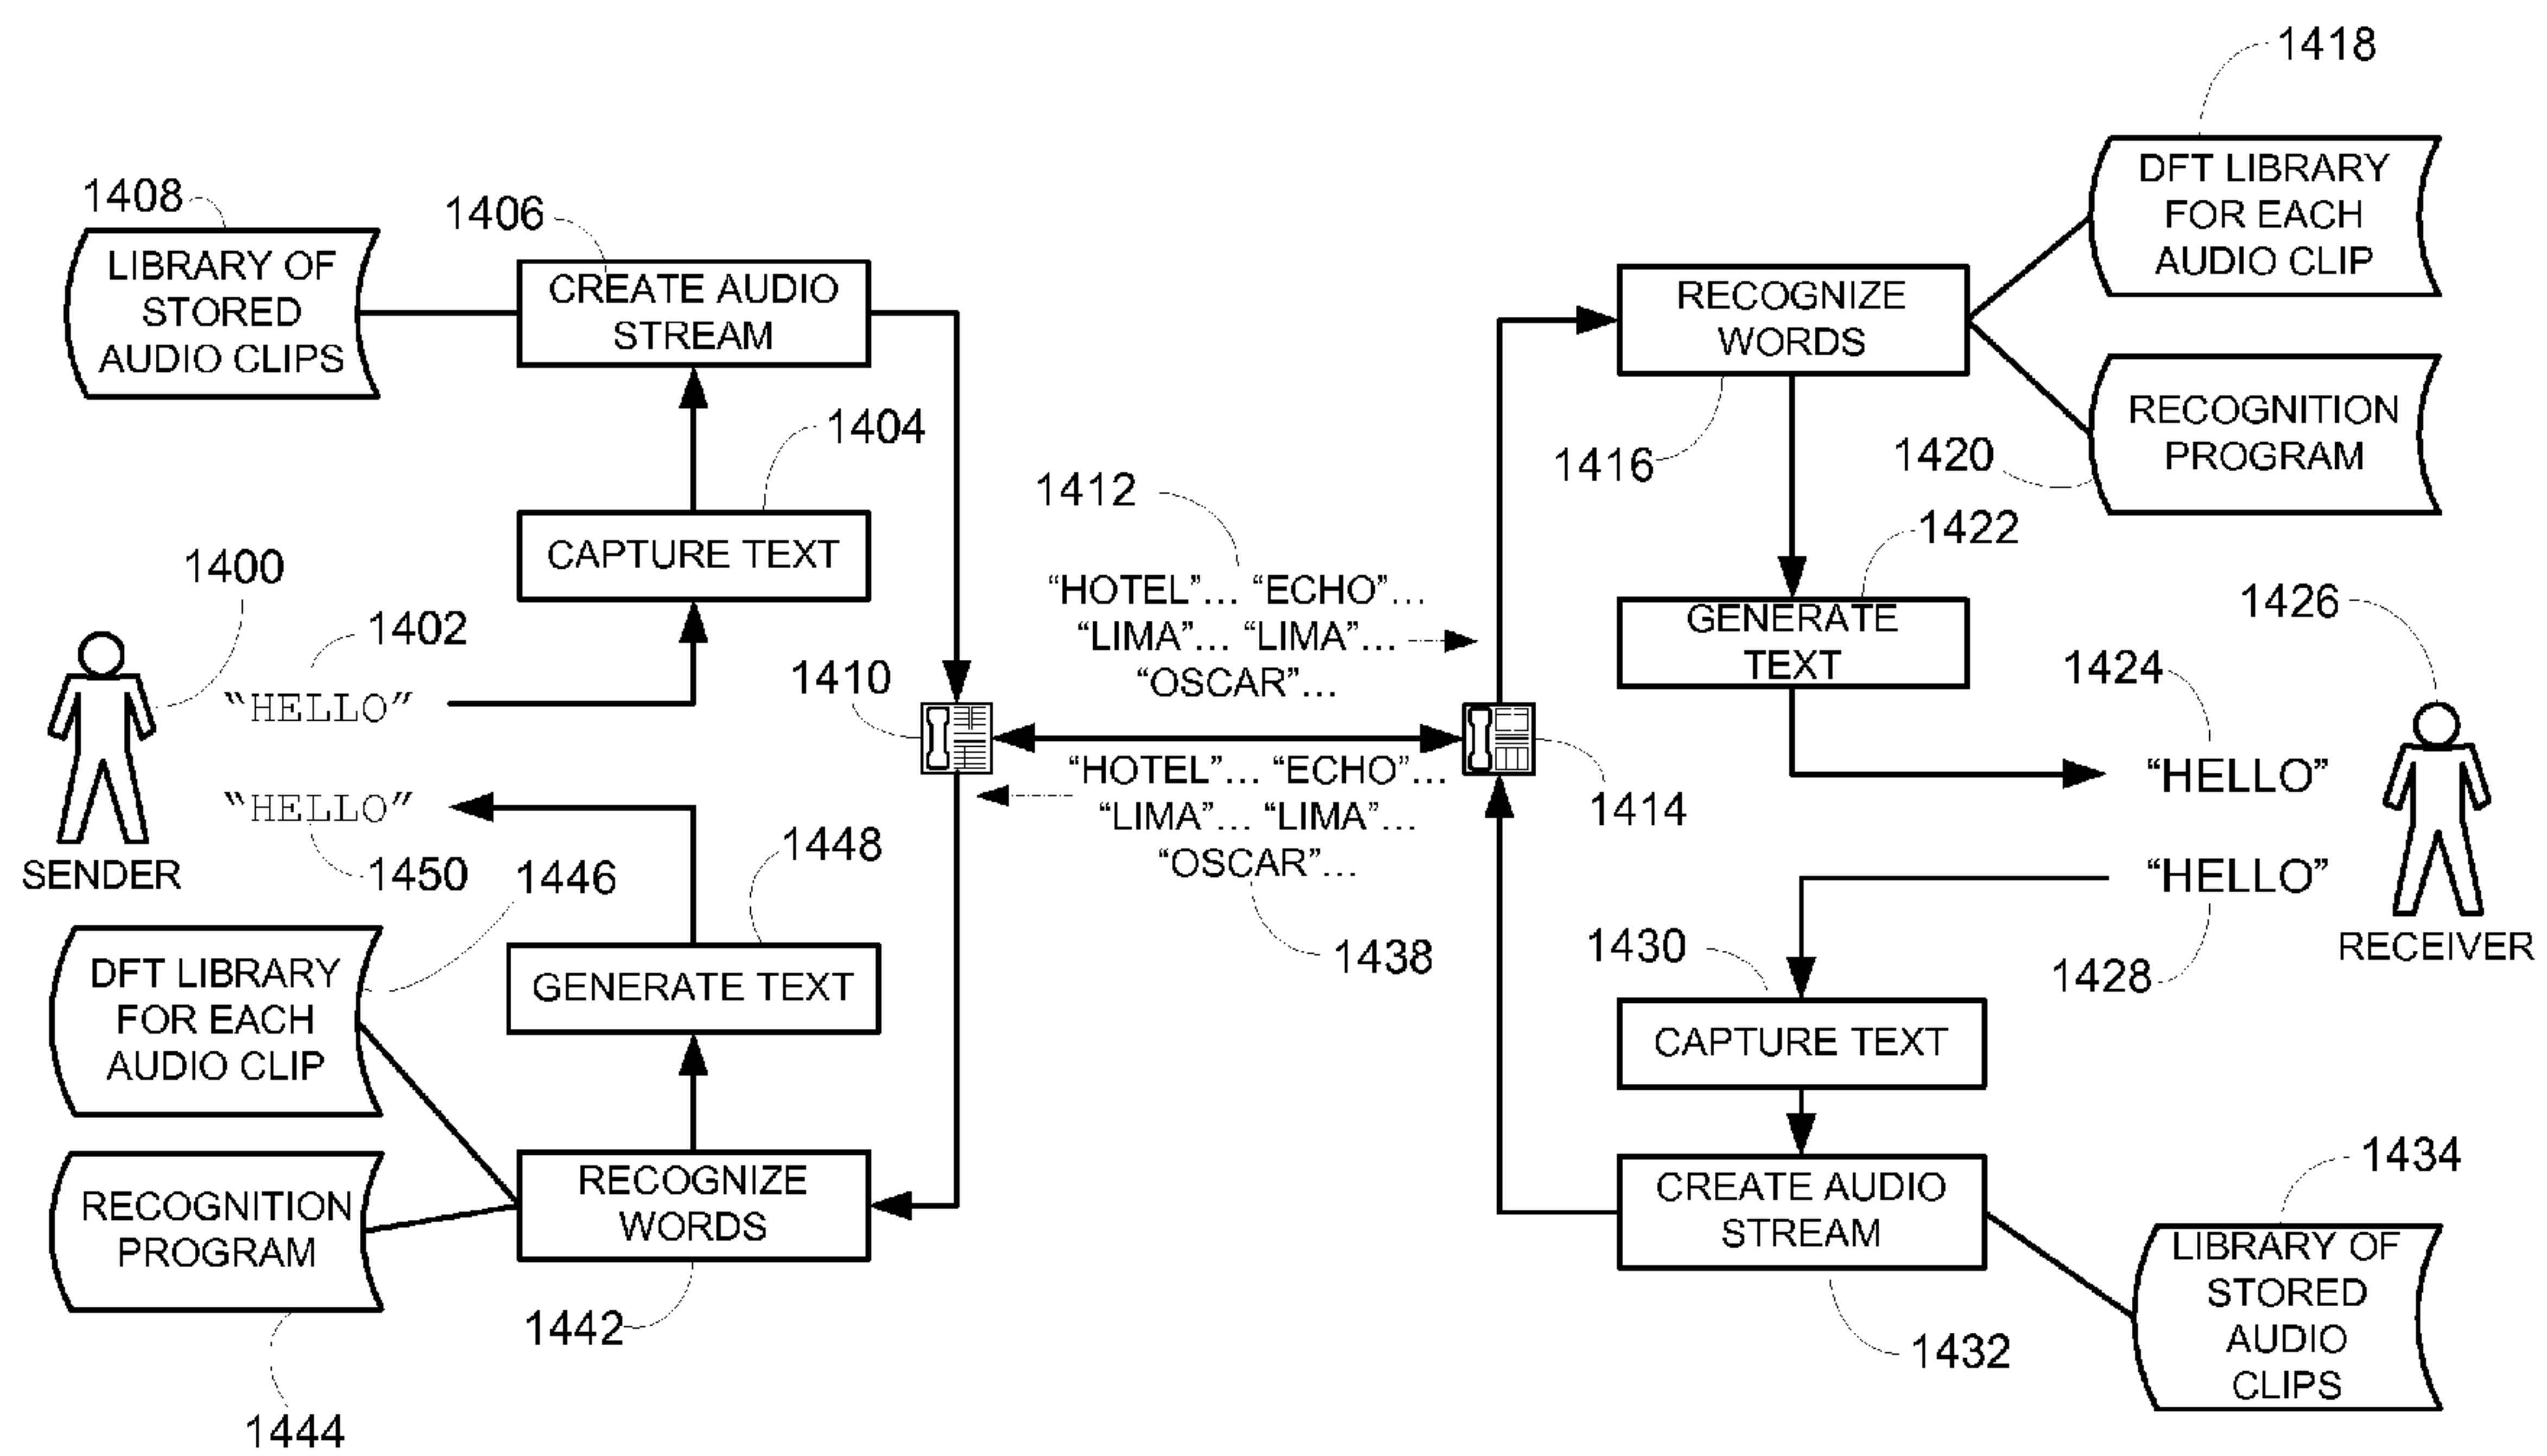 1418
1408
LIBRARY OF
STORED
AUDIO CLIPS
1406
CREATE AUDIO
STREAM
RECOGNIZE
WORDS
DFT LIBRARY
FOR EACH
AUDIO CLIP
1404
1416
1420
RECOGNITION
PROGRAM
1412
CAPTURE TEXT
1400
1402
“HELLO”
1410
“HOTEL”... “ECHO”...
“LIMA”... “LIMA”...
“OSCAR”...
1422
GENERATE
TEXT
1426
1424
“HELLO”
“HELLO”
1450
SENDER
“HOTEL”... “ECHO”...
“LIMA”... “LIMA”...
“OSCAR”...
1438
1414
“HELLO”
1428
RECEIVER
1446
1448
GENERATE TEXT
1430
CAPTURE TEXT
DFT LIBRARY
FOR EACH
AUDIO CLIP
RECOGNITION
PROGRAM
1444
RECOGNIZE
WORDS
1442
CREATE AUDIO
STREAM
1432
1434
LIBRARY OF
STORED
AUDIO
CLIPS